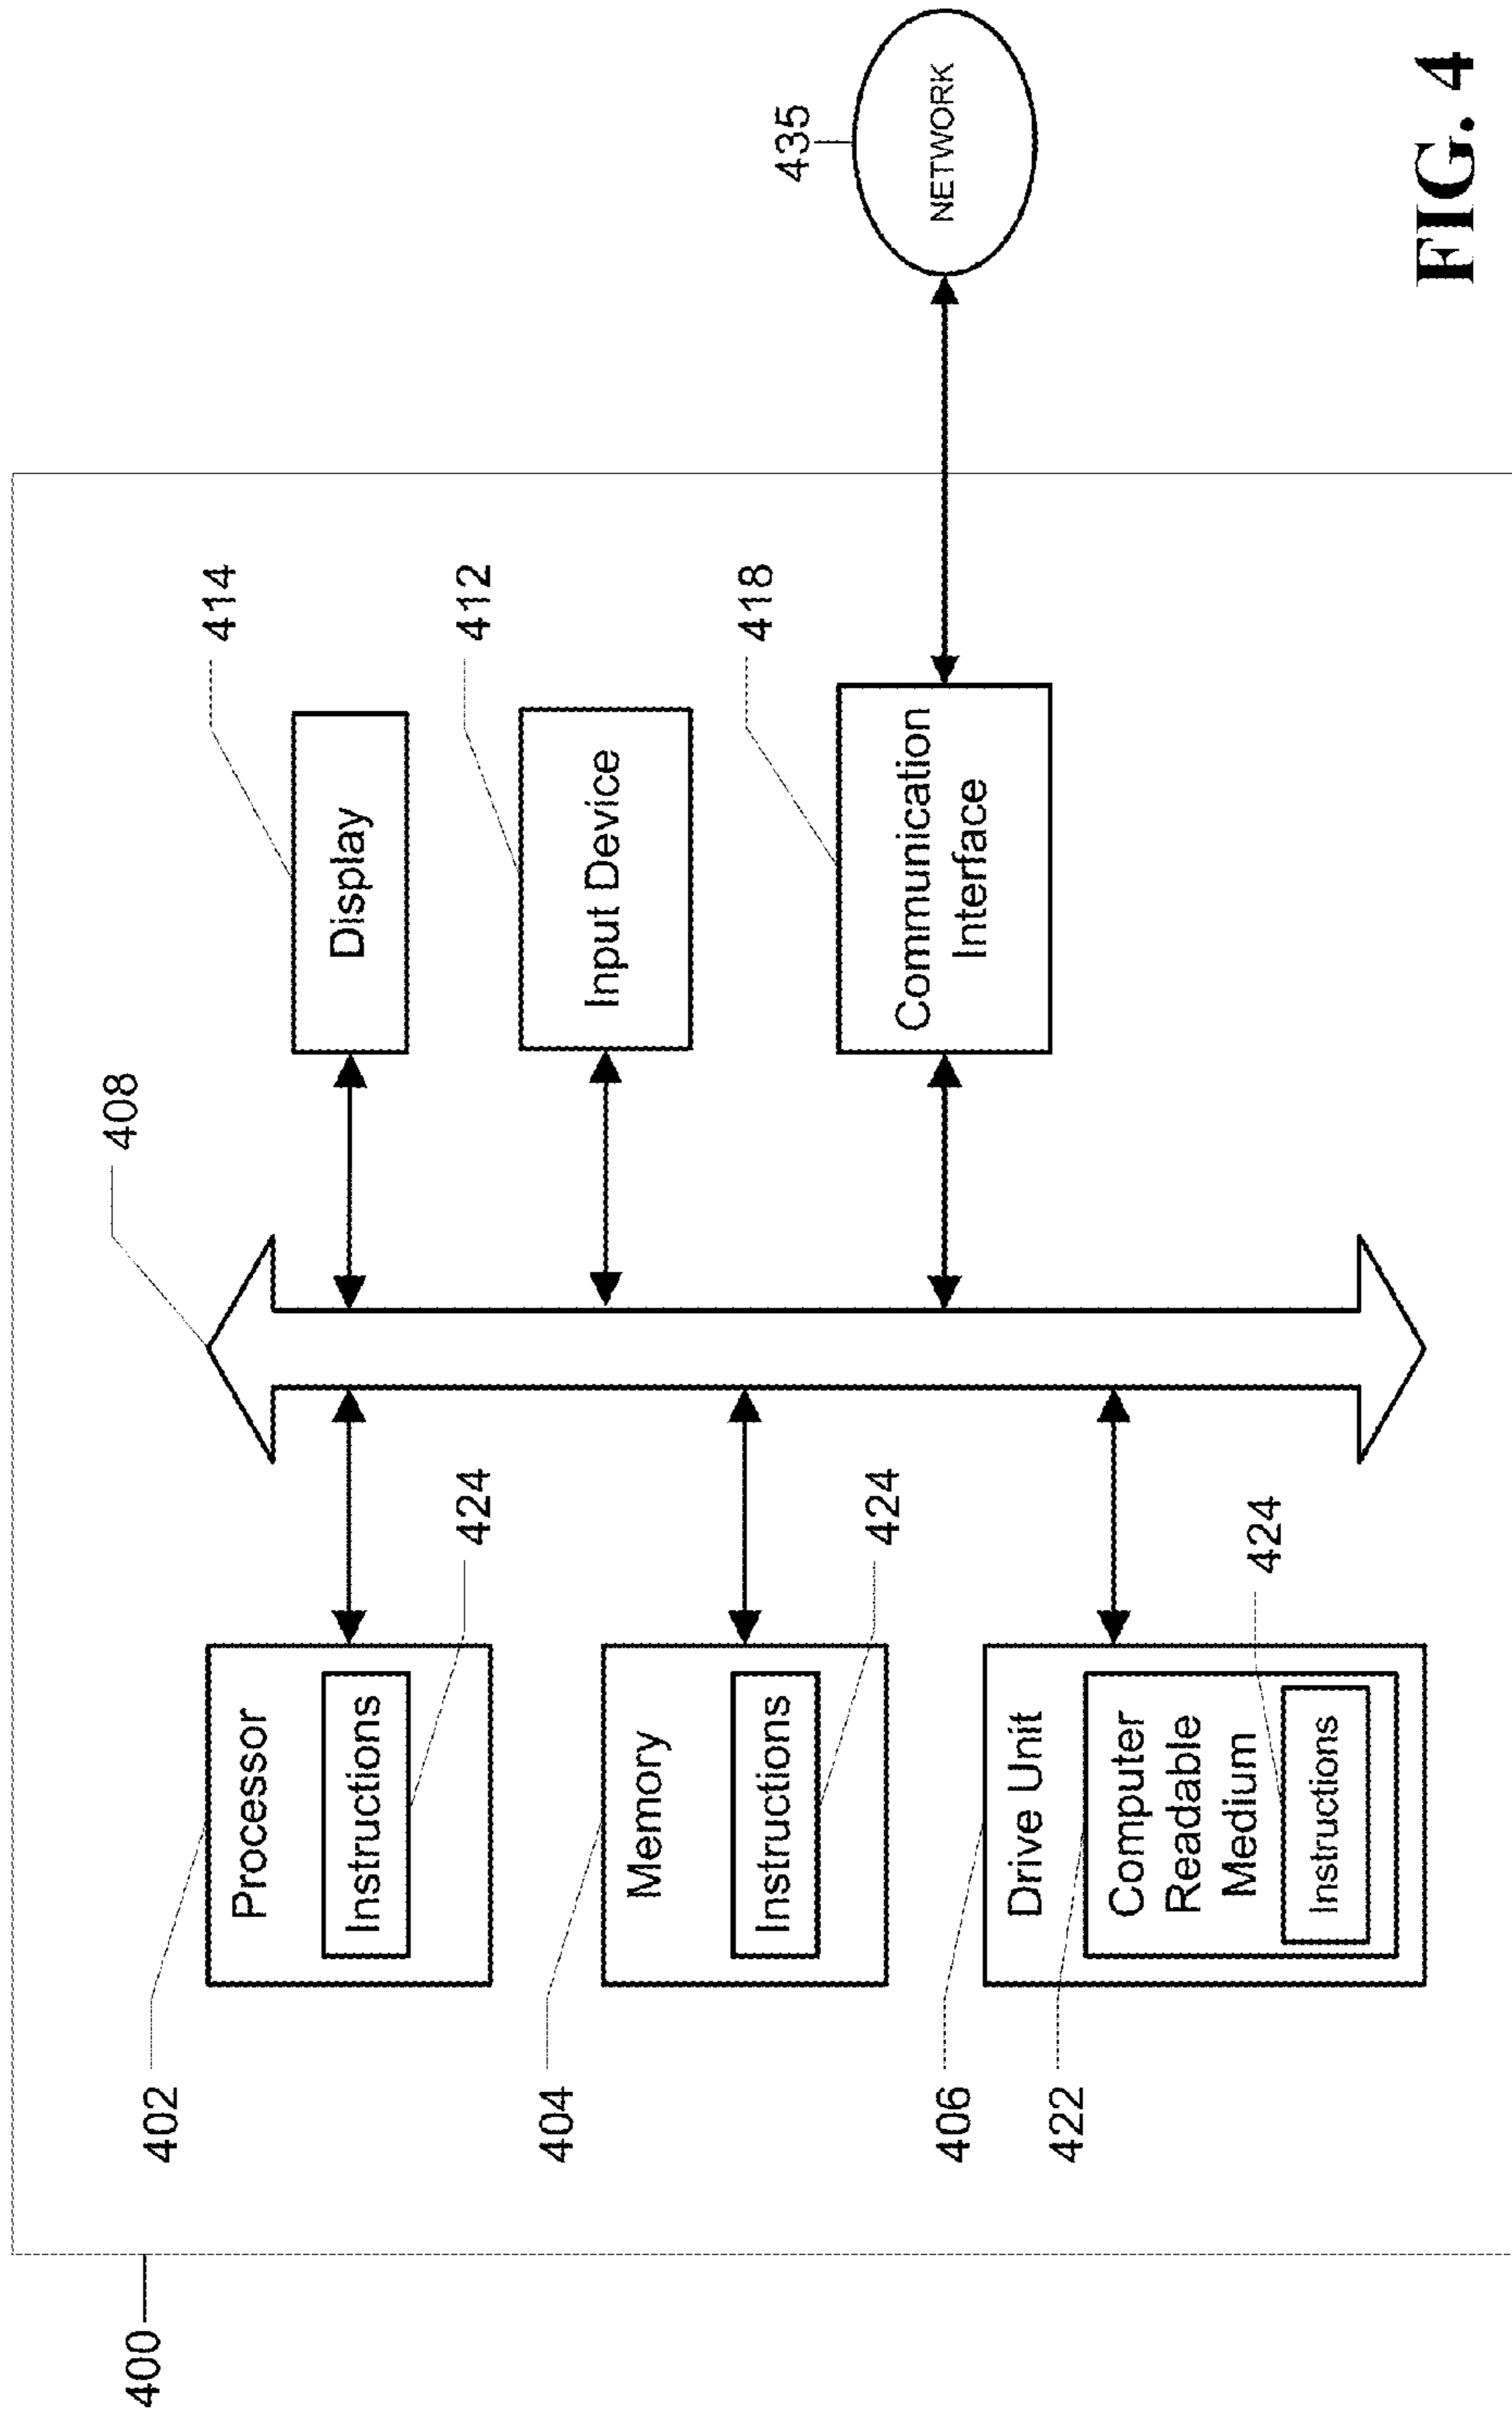 400
408
402
Processor
Instructions
424
414
Display
412
Input Device
404
Memory
Instructions
424
418
Communication
Interface
435
NETWORK
406
422
Drive Unit
Computer
Readable
Medium
Instructions
424
FIG. 4